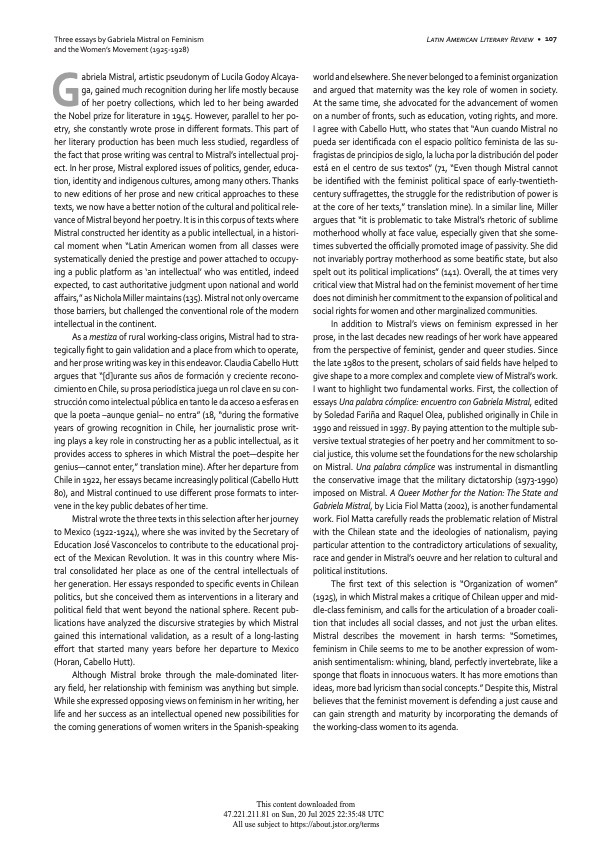 Three essays by Gabriela Mistral on Feminism
and the Women's Movement (1925-1928)
Latin American Literary Review • 107
Gabriela Mistral, artistic pseudonym of Lucila Godoy Alcaya-
ga, gained much recognition during her life mostly because
of her poetry collections, which led to her being awarded
the Nobel prize for literature in 1945. However, parallel to her po-
etry, she constantly wrote prose in different formats. This part of
her literary production has been much less studied, regardless of
the fact that prose writing was central to Mistral's intellectual proj-
ect. In her prose, Mistral explored issues of politics, gender, educa-
tion, identity and indigenous cultures, among many others. Thanks
to new editions of her prose and new critical approaches to these
texts, we now have a better notion of the cultural and political rele-
vance of Mistral beyond her poetry. It is in this corpus of texts where
Mistral constructed her identity as a public intellectual, in a histori-
cal moment when "Latin American women from all classes were
systematically denied the prestige and power attached to occupy-
ing a public platform as 'an intellectual' who was entitled, indeed
expected, to cast authoritative judgment upon national and world
affairs," as Nichola Miller maintains (135). Mistral not only overcame
those barriers, but challenged the conventional role of the modern
intellectual in the continent.
As a mestiza of rural working-class origins, Mistral had to stra-
tegically fight to gain validation and a place from which to operate,
and her prose writing was key in this endeavor. Claudia Cabello Hutt
argues that "[d]urante sus años de formación y creciente recono-
cimiento en Chile, su prosa periodística juega un rol clave en su con-
strucción como intelectual pública en tanto le da acceso a esferas en
que la poeta –aunque genial– no entra" (18, "during the formative
years of growing recognition in Chile, her journalistic prose writ-
ing plays a key role in constructing her as a public intellectual, as it
provides access to spheres in which Mistral the poet—despite her
genius—cannot enter," translation mine). After her departure from
Chile in 1922, her essays became increasingly political (Cabello Hutt
80), and Mistral continued to use different prose formats to inter-
vene in the key public debates of her time.
Mistral wrote the three texts in this selection after her journey
to Mexico (1922-1924), where she was invited by the Secretary of
Education José Vasconcelos to contribute to the educational proj-
ect of the Mexican Revolution. It was in this country where Mis-
tral consolidated her place as one of the central intellectuals of
her generation. Her essays responded to specific events in Chilean
politics, but she conceived them as interventions in a literary and
political field that went beyond the national sphere. Recent pub-
lications have analyzed the discursive strategies by which Mistral
gained this international validation, as a result of a long-lasting
effort that started many years before her departure to Mexico
(Horan, Cabello Hutt).
Although Mistral broke through the male-dominated liter-
ary field, her relationship with feminism was anything but simple.
While she expressed opposing views on feminism in her writing, her
life and her success as an intellectual opened new possibilities for
the coming generations of women writers in the Spanish-speaking
world and elsewhere. She never belonged to a feminist organization
and argued that maternity was the key role of women in society.
At the same time, she advocated for the advancement of women
on a number of fronts, such as education, voting rights, and more.
I agree with Cabello Hutt, who states that "Aun cuando Mistral no
pueda ser identificada con el espacio político feminista de las su-
fragistas de principios de siglo, la lucha por la distribución del poder
está en el centro de sus textos" (71, "Even though Mistral cannot
be identified with the feminist political space of early-twentieth-
century suffragettes, the struggle for the redistribution of power is
at the core of her texts," translation mine). In a similar line, Miller
argues that "it is problematic to take Mistral's rhetoric of sublime
motherhood wholly at face value, especially given that she some-
times subverted the officially promoted image of passivity. She did
not invariably portray motherhood as some beatific state, but also
spelt out its political implications" (141). Overall, the at times very
critical view that Mistral had on the feminist movement of her time
does not diminish her commitment to the expansion of political and
social rights for women and other marginalized communities.
In addition to Mistral's views on feminism expressed in her
prose, in the last decades new readings of her work have appeared
from the perspective of feminist, gender and queer studies. Since
the late 1980s to the present, scholars of said fields have helped to
give shape to a more complex and complete view of Mistral's work.
I want to highlight two fundamental works. First, the collection of
essays Una palabra cómplice: encuentro con Gabriela Mistral, edited
by Soledad Fariña and Raquel Olea, published originally in Chile in
1990 and reissued in 1997. By paying attention to the multiple sub-
versive textual strategies of her poetry and her commitment to so-
cial justice, this volume set the foundations for the new scholarship
on Mistral. Una palabra cómplice was instrumental in dismantling
the conservative image that the military dictatorship (1973-1990)
imposed on Mistral. A Queer Mother for the Nation: The State and
Gabriela Mistral, by Licia Fiol Matta (2002), is another fundamental
work. Fiol Matta carefully reads the problematic relation of Mistral
with the Chilean state and the ideologies of nationalism, paying
particular attention to the contradictory articulations of sexuality,
race and gender in Mistral's oeuvre and her relation to cultural and
political institutions.
The first text of this selection is "Organization of women"
(1925), in which Mistral makes a critique of Chilean upper and mid-
dle-class feminism, and calls for the articulation of a broader coali-
tion that includes all social classes, and not just the urban elites.
Mistral describes the movement in harsh terms: "Sometimes,
feminism in Chile seems to me to be another expression of wom-
anish sentimentalism: whining, bland, perfectly invertebrate, like a
sponge that floats in innocuous waters. It has more emotions than
ideas, more bad lyricism than social concepts." Despite this, Mistral
believes that the feminist movement is defending a just cause and
can gain strength and maturity by incorporating the demands of
the working-class women to its agenda.
This content downloaded from
47.221.211.81 on Sun, 20 Jul 2025 22:35:48 UTC
All use subject to https://about.jstor.org/terms